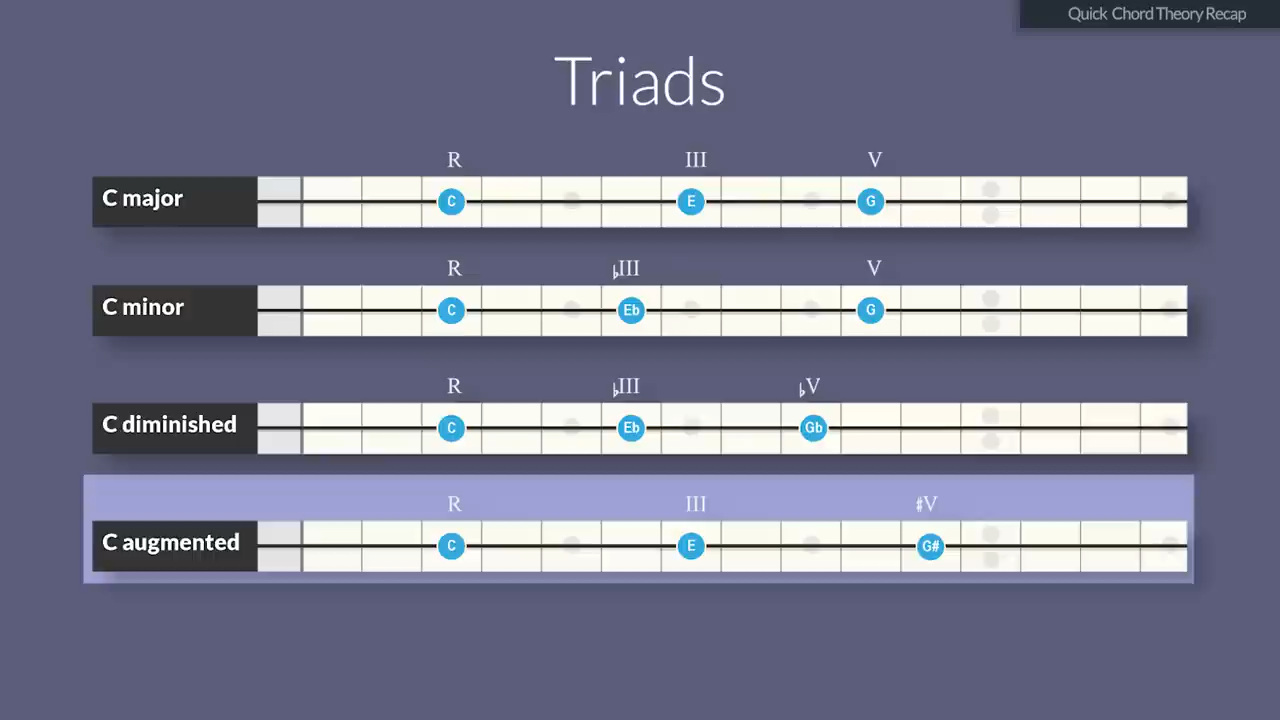 Quick Chord Theory Recap
Triads
R III V
C major C E G
R ♭III V
C minor C Eb G
R ♭III ♭V
C diminished C Eb Gb
R III #V
C augmented C E G#